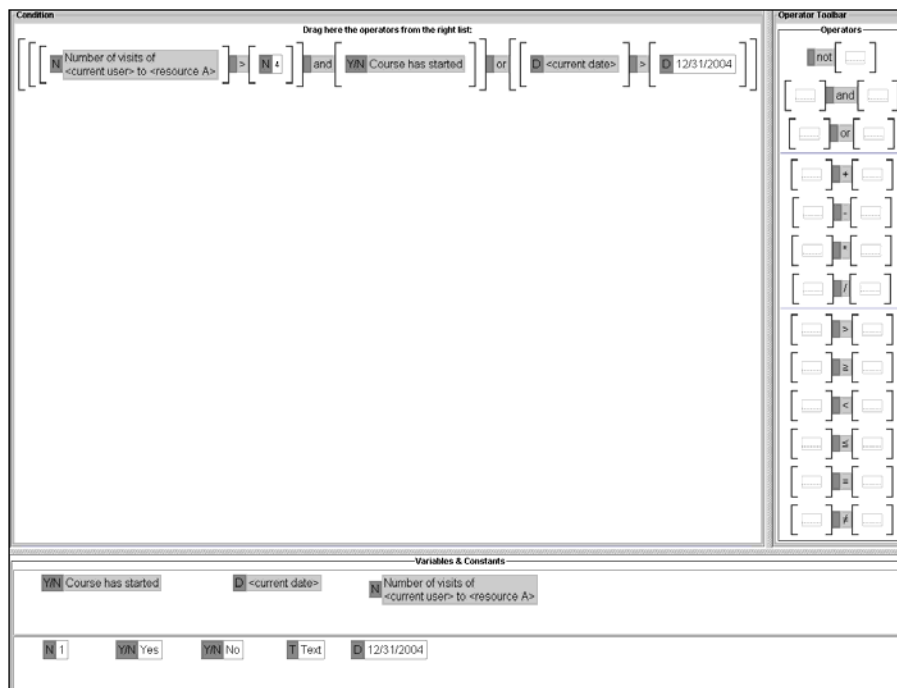 Condition
Operator Toolbar
Drag here the operators from the right list:
Operators
N Number of visits of
<current user> to <resource A> > N 4 and Y/N Course has started or D <current date> > D 12/31/2004
not
and
or
+
-
*
/
>
≥
<
≤
=
≠
Variables & Constants
Y/N Course has started D <current date> N Number of visits of
<current user> to <resource A>
N 1 Y/N Yes Y/N No T Text D 12/31/2004